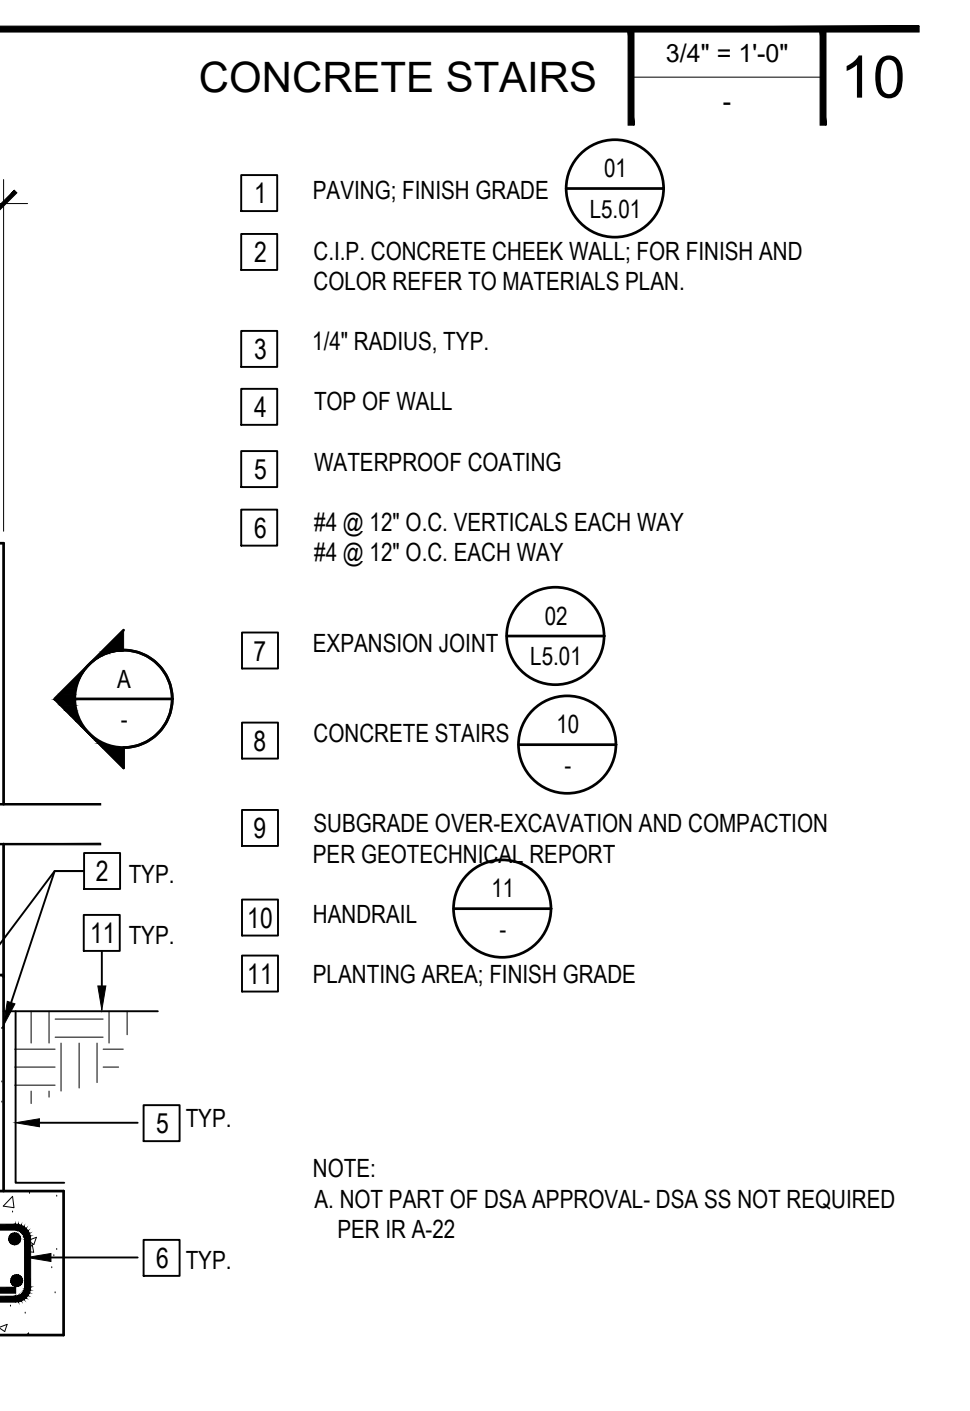 CONCRETE STAIRS
3/4" = 1'-0"
-
10
1 PAVING; FINISH GRADE
01
L5.01
2 C.I.P. CONCRETE CHEEK WALL; FOR FINISH AND
COLOR REFER TO MATERIALS PLAN.
3 1/4" RADIUS, TYP.
4 TOP OF WALL
5 WATERPROOF COATING
6 #4 @ 12" O.C. VERTICALS EACH WAY
#4 @ 12" O.C. EACH WAY
7 EXPANSION JOINT
02
L5.01
A
-
8 CONCRETE STAIRS
10
-
9 SUBGRADE OVER-EXCAVATION AND COMPACTION
PER GEOTECHNICAL REPORT
2 TYP.
10 HANDRAIL
11
-
11 TYP.
11 PLANTING AREA; FINISH GRADE
5 TYP.
NOTE:
A. NOT PART OF DSA APPROVAL- DSA SS NOT REQUIRED
PER IR A-22
6 TYP.